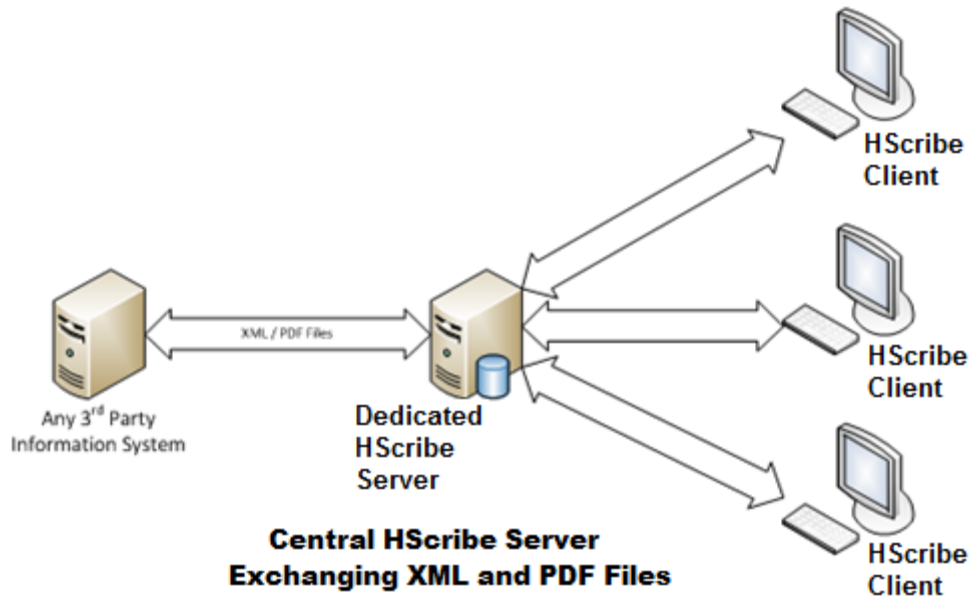 HScribe
Client
XML / PDF Files
HScribe
Client
Any 3rd Party
Information System
Dedicated
HScribe
Server
HScribe
Client
Central HScribe Server
Exchanging XML and PDF Files